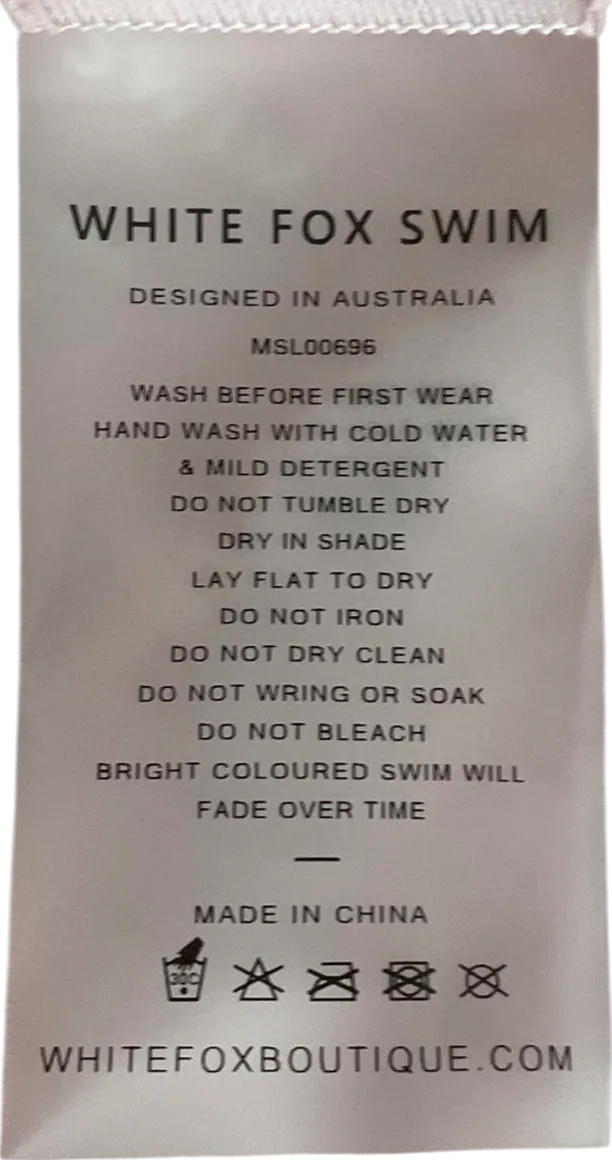 WHITE FOX SWIM
DESIGNED IN AUSTRALIA
MSL00696
WASH BEFORE FIRST WEAR
HAND WASH WITH COLD WATER
& MILD DETERGENT
DO NOT TUMBLE DRY
DRY IN SHADE
LAY FLAT TO DRY
DO NOT IRON
DO NOT DRY CLEAN
DO NOT WRING OR SOAK
DO NOT BLEACH
BRIGHT COLOURED SWIM WILL
FADE OVER TIME
—
MADE IN CHINA
30C
WHITEFOXBOUTIQUE.COM